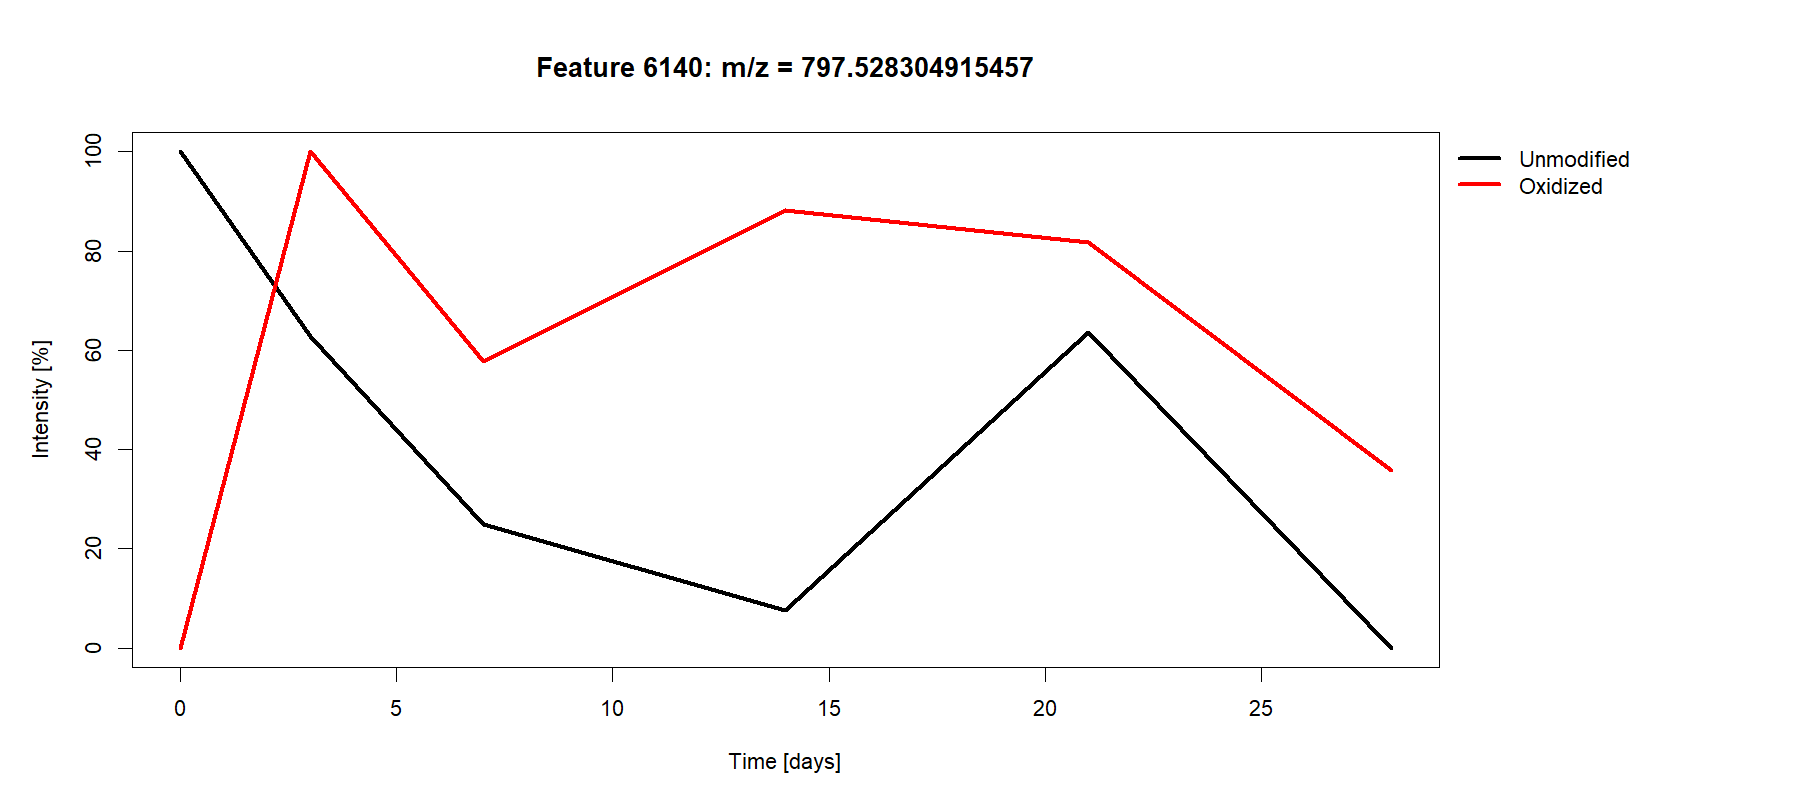 Feature 6140: m/z = 797.528304915457
Unmodified
Oxidized
Intensity [%]
100
80
60
40
20
0
0 5 10 15 20 25
Time [days]